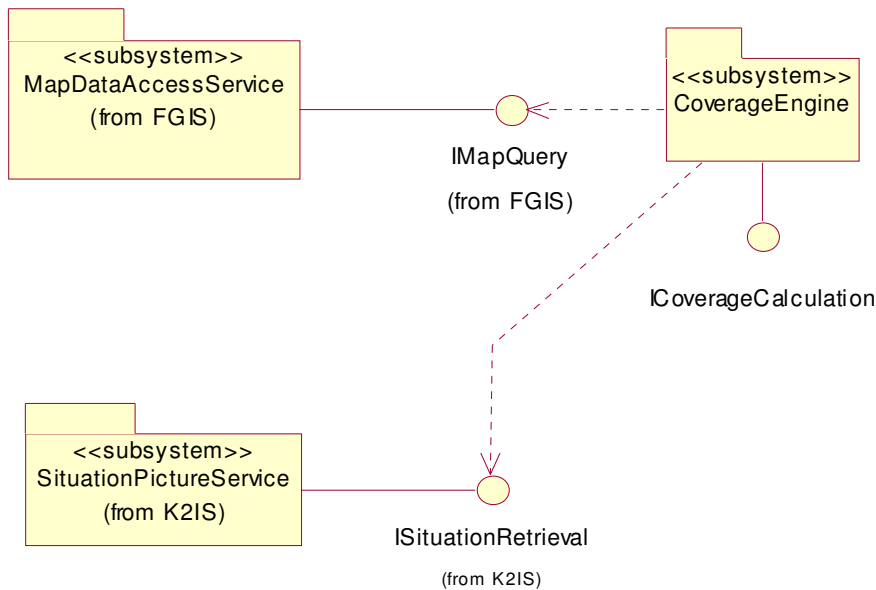 <<subsystem>>
MapDataAccessService
(from FGIS)
<<subsystem>>
CoverageEngine
IMapQuery
(from FGIS)
ICoverageCalculation
<<subsystem>>
SituationPictureService
(from K2IS)
ISituationRetrieval
(from K2IS)